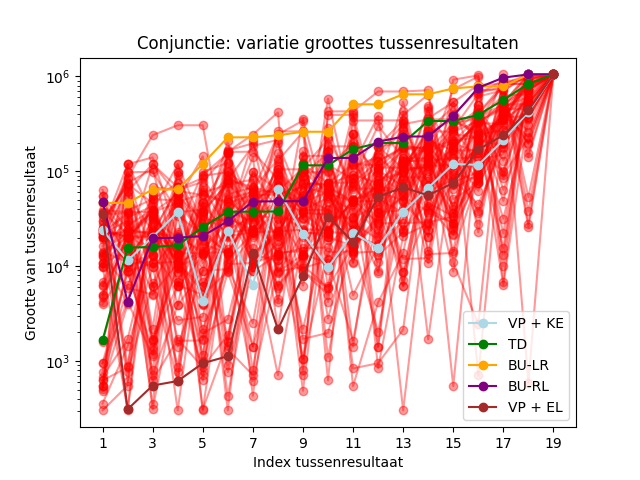 Conjunctie: variatie groottes tussenresultaten
Grootte van tussenresultaat
10^6
10^5
10^4
10^3
1 3 5 7 9 11 13 15 17 19
Index tussenresultaat
VP + KE
TD
BU-LR
BU-RL
VP + EL